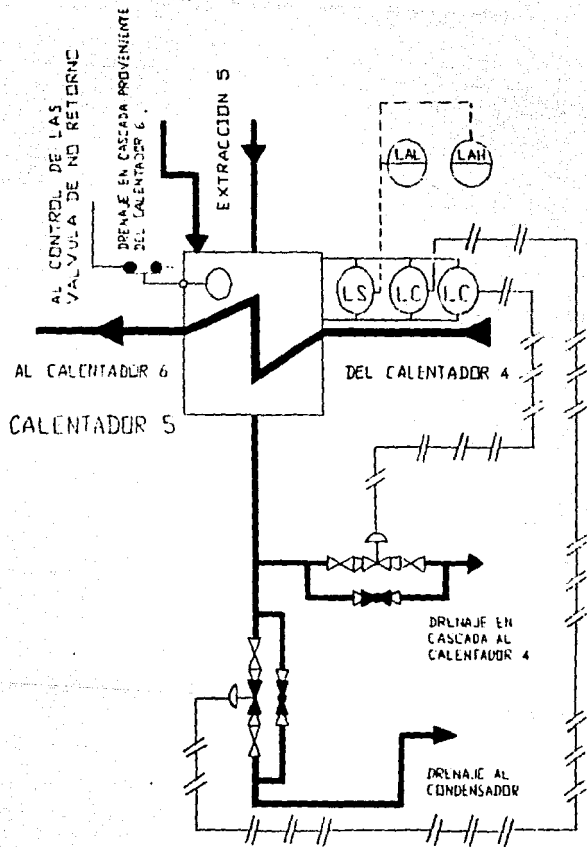 AL CONTROL DE LAS
VALVULA DE NO RETORNO
DRENAJE EN CASCADA PROVENIENTE
DEL CALENTADOR 6.
EXTRACCION 5
LAL
LAH
LS
LC
LC
AL CALENTADOR 6
DEL CALENTADOR 4
CALENTADOR 5
DRENAJE EN
CASCADA AL
CALENTADOR 4
DRENAJE AL
CONDENSADOR